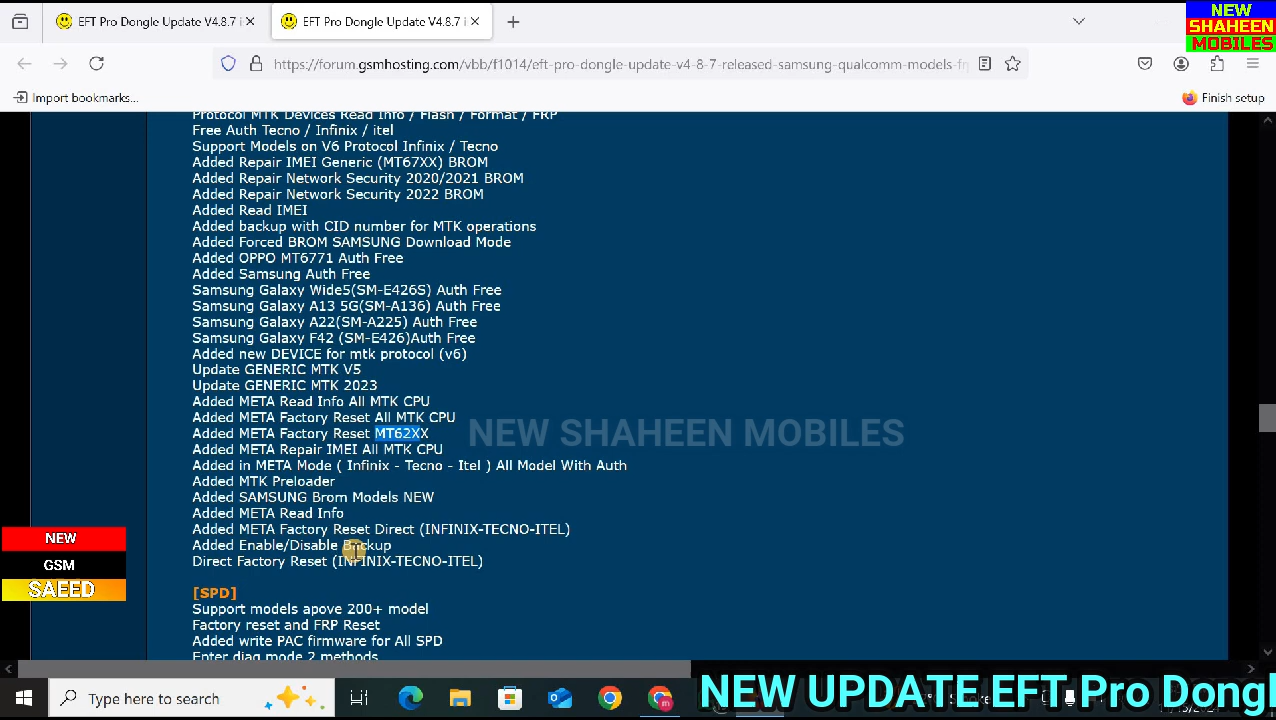 EFT Pro Dongle Update V4.8.7 i
EFT Pro Dongle Update V4.8.7 i
NEW
SHAHEEN
MOBILES
https://forum.gsmhosting.com/vbb/f1014/eft-pro-dongle-update-v4-8-7-released-samsung-qualcomm-models-frp
Import bookmarks...
Finish setup
Protocol MTK Devices Read Info / Flash / Format / FRP
Free Auth Tecno / Infinix / itel
Support Models on V6 Protocol Infinix / Tecno
Added Repair IMEI Generic (MT67XX) BROM
Added Repair Network Security 2020/2021 BROM
Added Repair Network Security 2022 BROM
Added Read IMEI
Added backup with CID number for MTK operations
Added Forced BROM SAMSUNG Download Mode
Added OPPO MT6771 Auth Free
Added Samsung Auth Free
Samsung Galaxy Wide5(SM-E426S) Auth Free
Samsung Galaxy A13 5G(SM-A136) Auth Free
Samsung Galaxy A22(SM-A225) Auth Free
Samsung Galaxy F42 (SM-E426)Auth Free
Added new DEVICE for mtk protocol (v6)
Update GENERIC MTK V5
Update GENERIC MTK 2023
Added META Read Info All MTK CPU
Added META Factory Reset All MTK CPU
Added META Factory Reset MT62XX
NEW SHAHEEN MOBILES
Added META Repair IMEI All MTK CPU
Added in META Mode ( Infinix - Tecno - Itel ) All Model With Auth
Added MTK Preloader
Added SAMSUNG Brom Models NEW
Added META Read Info
Added META Factory Reset Direct (INFINIX-TECNO-ITEL)
Added Enable/Disable Backup
Direct Factory Reset (INFINIX-TECNO-ITEL)
NEW
GSM
SAEED
[SPD]
Support models apove 200+ model
Factory reset and FRP Reset
Added write PAC firmware for All SPD
Enter diag mode 2 methods
Type here to search
NEW UPDATE EFT Pro Dongl